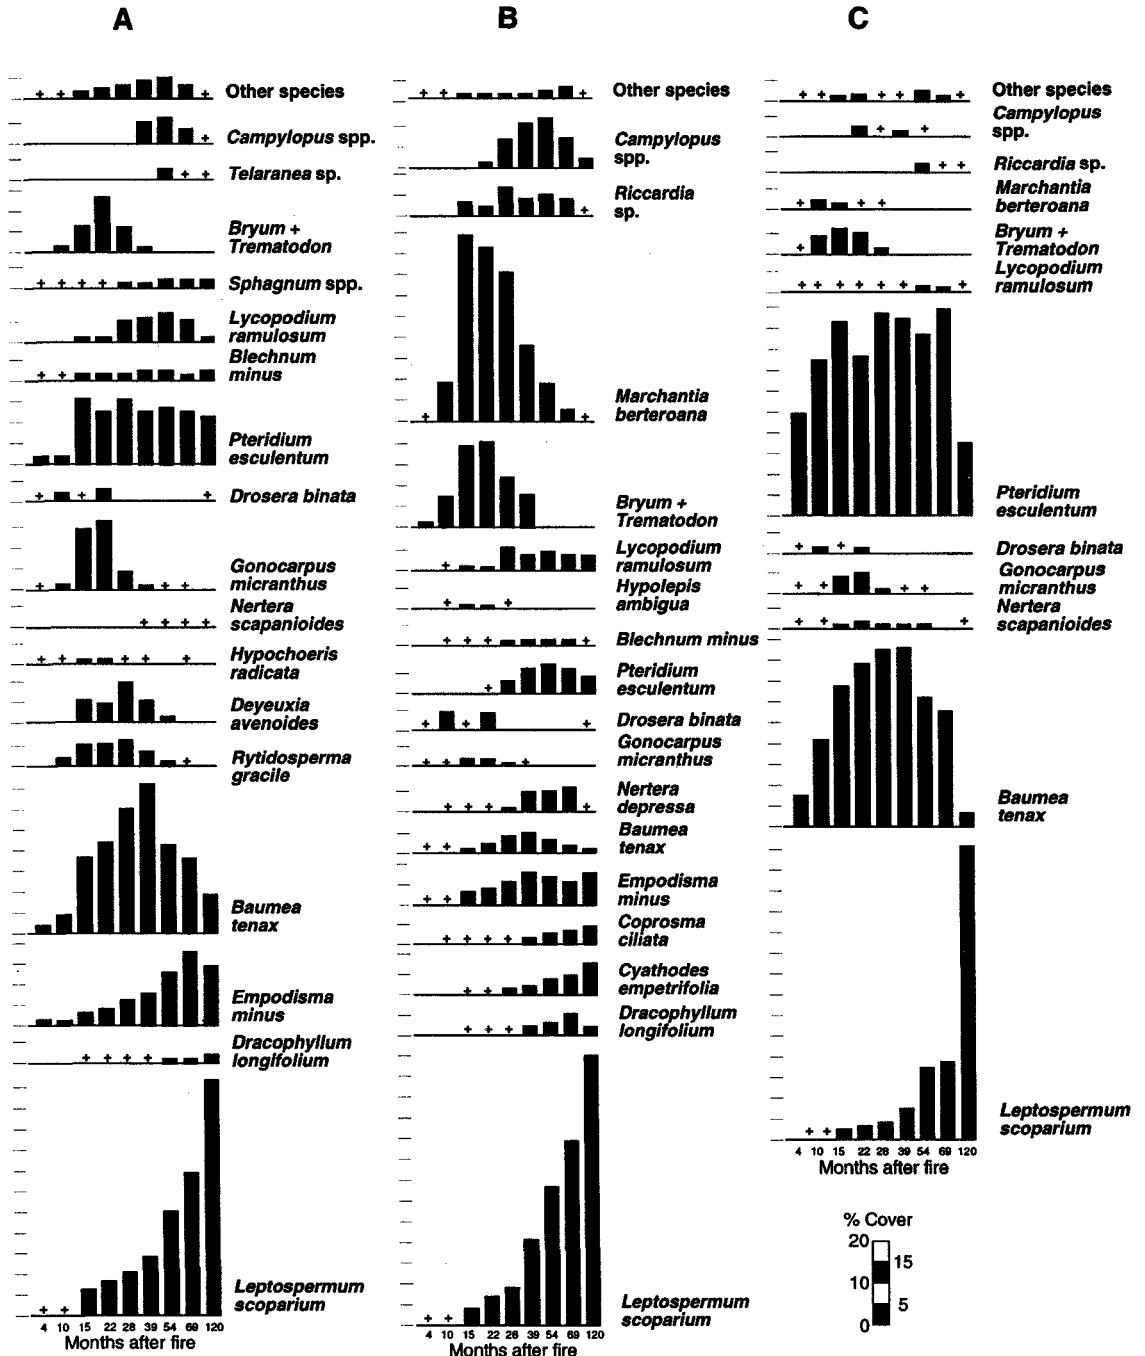 A
Other species
Campylopus spp.
Telaranea sp.
Bryum +
Trematodon
Sphagnum spp.
Lycopodium
ramulosum
Blechnum
minus
Pteridium
esculentum
Drosera binata
Gonocarpus
micranthus
Nertera
scapanioides
Hypochoeris
radicata
Deyeuxia
avenoides
Rytidosperma
gracile
Baumea
tenax
Empodisma
minus
Dracophyllum
longifolium
Leptospermum
scoparium
4 10 15 22 28 39 54 69 120
Months after fire
B
Other species
Campylopus
spp.
Riccardia
sp.
Marchantia
berteroana
Bryum +
Trematodon
Lycopodium
ramulosum
Hypolepis
ambigua
Blechnum minus
Pteridium
esculentum
Drosera binata
Gonocarpus
micranthus
Nertera
depressa
Baumea
tenax
Empodisma
minus
Coprosma
ciliata
Cyathodes
empetrifolia
Dracophyllum
longifolium
Leptospermum
scoparium
4 10 15 22 26 39 54 69 120
Months after fire
C
Other species
Campylopus
spp.
Riccardia sp.
Marchantia
berteroana
Bryum +
Trematodon
Lycopodium
ramulosum
Pteridium
esculentum
Drosera binata
Gonocarpus
micranthus
Nertera
scapanioides
Baumea
tenax
Leptospermum
scoparium
4 10 15 22 28 39 54 69 120
Months after fire
% Cover
20
15
10
5
0